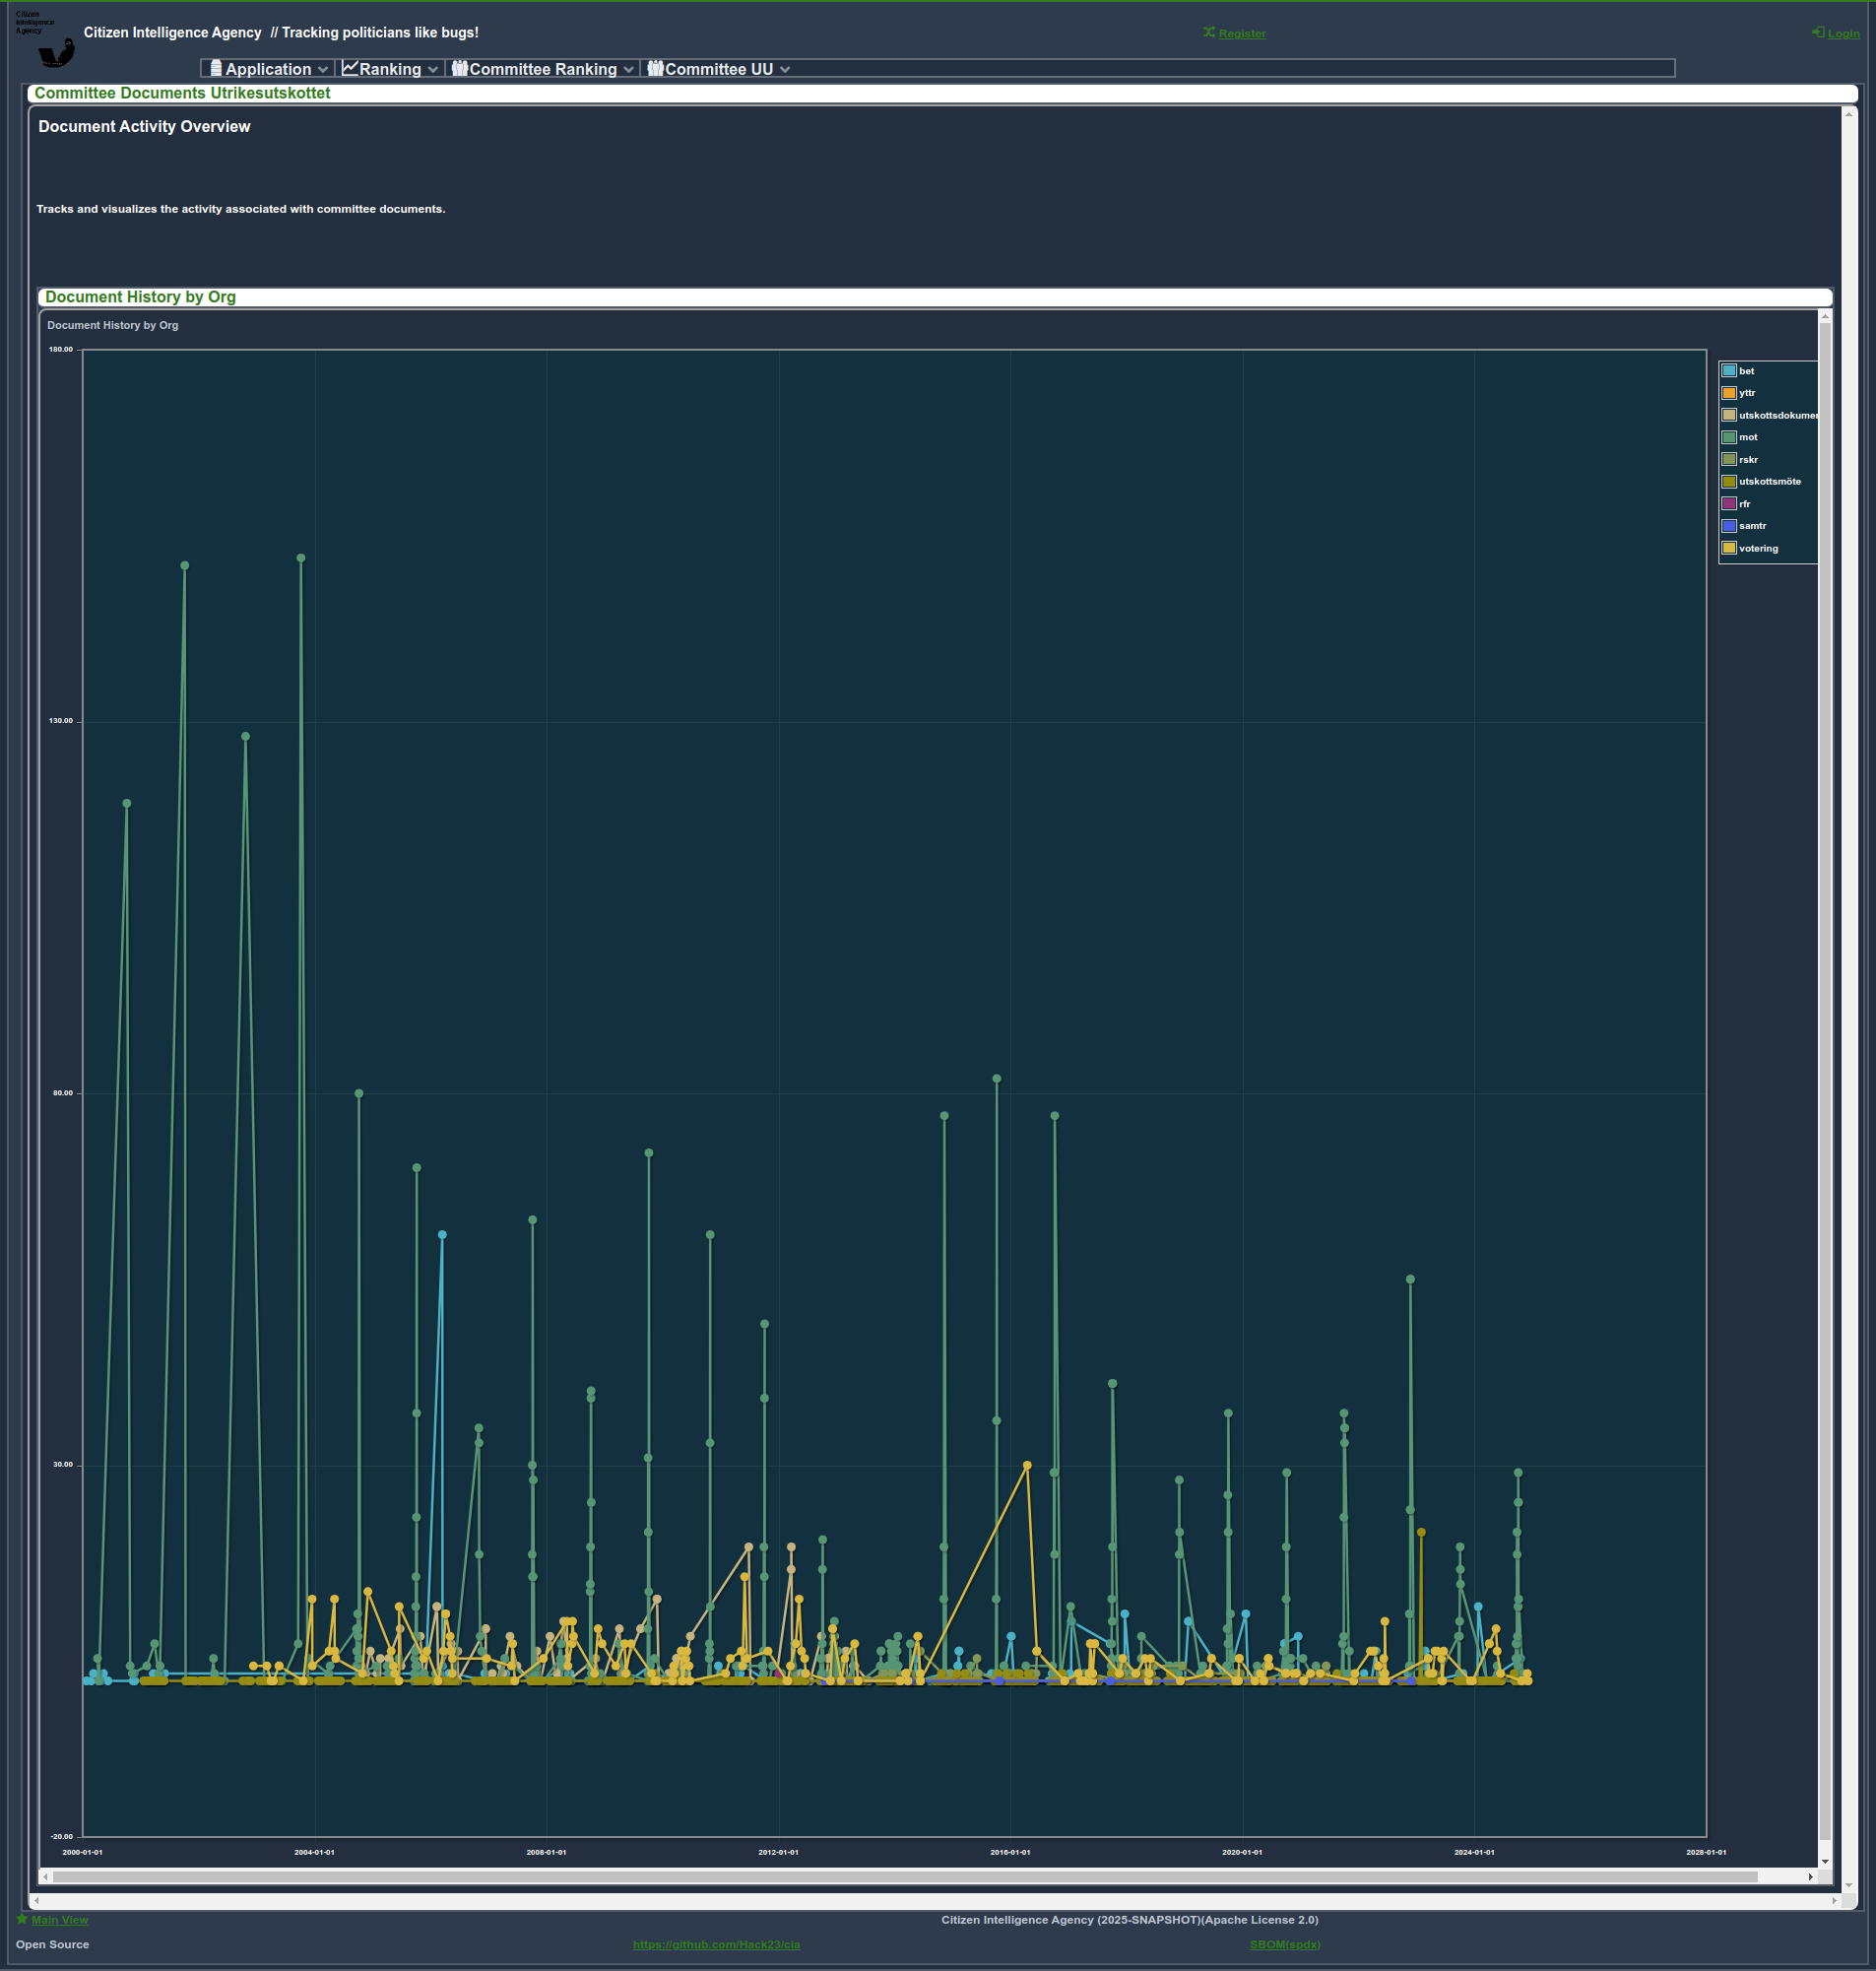 Citizen
Intelligence
Agency
Citizen Intelligence Agency // Tracking politicians like bugs!
Register
Login
Application
Ranking
Committee Ranking
Committee UU
Committee Documents Utrikesutskottet
Document Activity Overview
Tracks and visualizes the activity associated with committee documents.
Document History by Org
Document History by Org
180.00
130.00
80.00
30.00
-20.00
2000-01-01
2004-01-01
2008-01-01
2012-01-01
2016-01-01
2020-01-01
2024-01-01
2028-01-01
bet
yttr
utskottsdokumen
mot
rskr
utskottsmöte
rfr
samtr
votering
Main View
Citizen Intelligence Agency (2025-SNAPSHOT)(Apache License 2.0)
Open Source
https://github.com/Hack23/cia
SBOM(spdx)